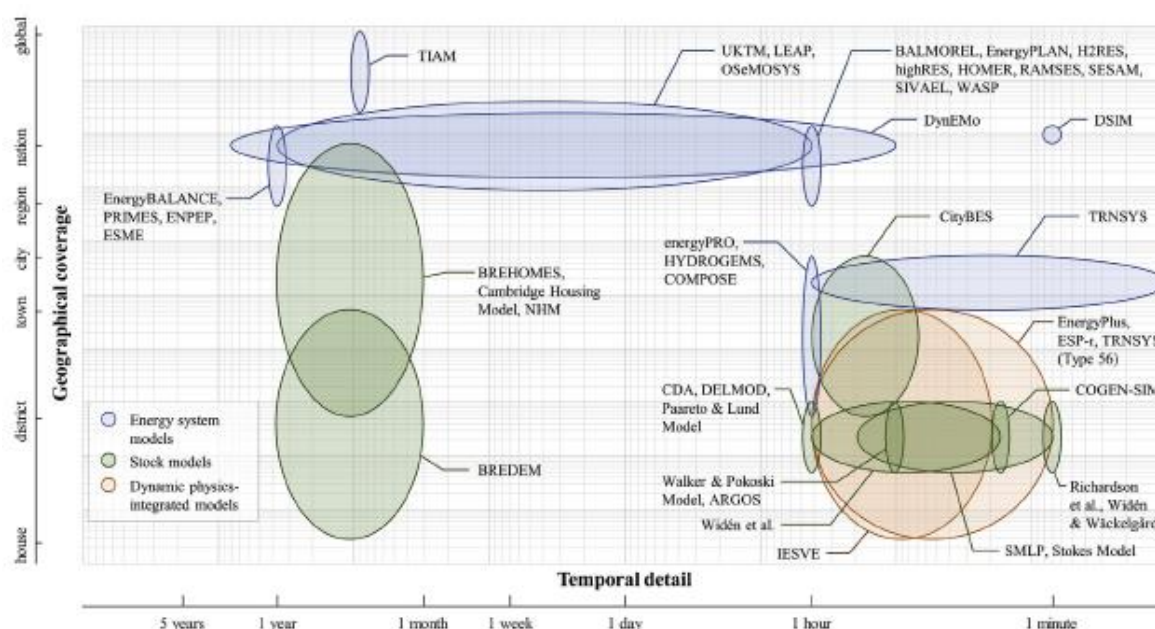 global
nation
region
city
town
district
house
Geographical coverage
TIAM
UKTM, LEAP,
OSeMOSYS
BALMOREL, EnergyPLAN, H2RES,
highRES, HOMER, RAMSES, SESAM,
SIVAEL, WASP
DynEMo
DSIM
EnergyBALANCE,
PRIMES, ENPEP,
ESME
energyPRO,
HYDROGEMS,
COMPOSE
CityBES
TRNSYS
BREHOMES,
Cambridge Housing
Model, NHM
EnergyPlus,
ESP-r, TRNSYS
(Type 56)
CDA, DELMOD,
Paareto & Lund
Model
COGEN-SIM
Energy system
models
Stock models
Dynamic physics-
integrated models
BREDEM
Walker & Pokoski
Model, ARGOS
Widén et al.
IESVE
Richardson
et al., Widén
& Wäckelgård
SMLP, Stokes Model
Temporal detail
5 years
1 year
1 month
1 week
1 day
1 hour
1 minute